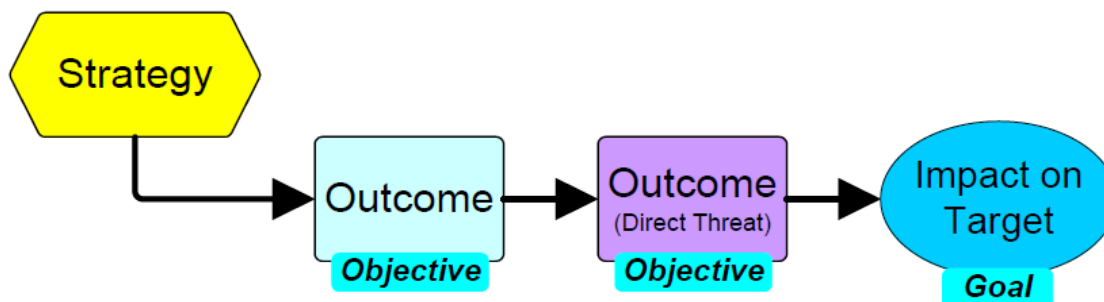 Strategy
Outcome
Objective
Outcome
(Direct Threat)
Objective
Impact on
Target
Goal